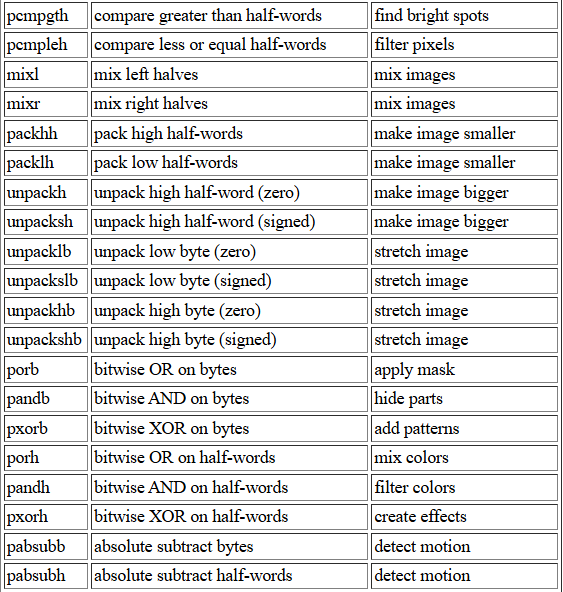 pcmpgth compare greater than half-words find bright spots
pcmpleh compare less or equal half-words filter pixels
mixl mix left halves mix images
mixr mix right halves mix images
packhh pack high half-words make image smaller
packlh pack low half-words make image smaller
unpackh unpack high half-word (zero) make image bigger
unpacksh unpack high half-word (signed) make image bigger
unpacklb unpack low byte (zero) stretch image
unpackslb unpack low byte (signed) stretch image
unpackhb unpack high byte (zero) stretch image
unpackshb unpack high byte (signed) stretch image
porb bitwise OR on bytes apply mask
pandb bitwise AND on bytes hide parts
pxorb bitwise XOR on bytes add patterns
porh bitwise OR on half-words mix colors
pandh bitwise AND on half-words filter colors
pxorh bitwise XOR on half-words create effects
pabsubb absolute subtract bytes detect motion
pabsubh absolute subtract half-words detect motion